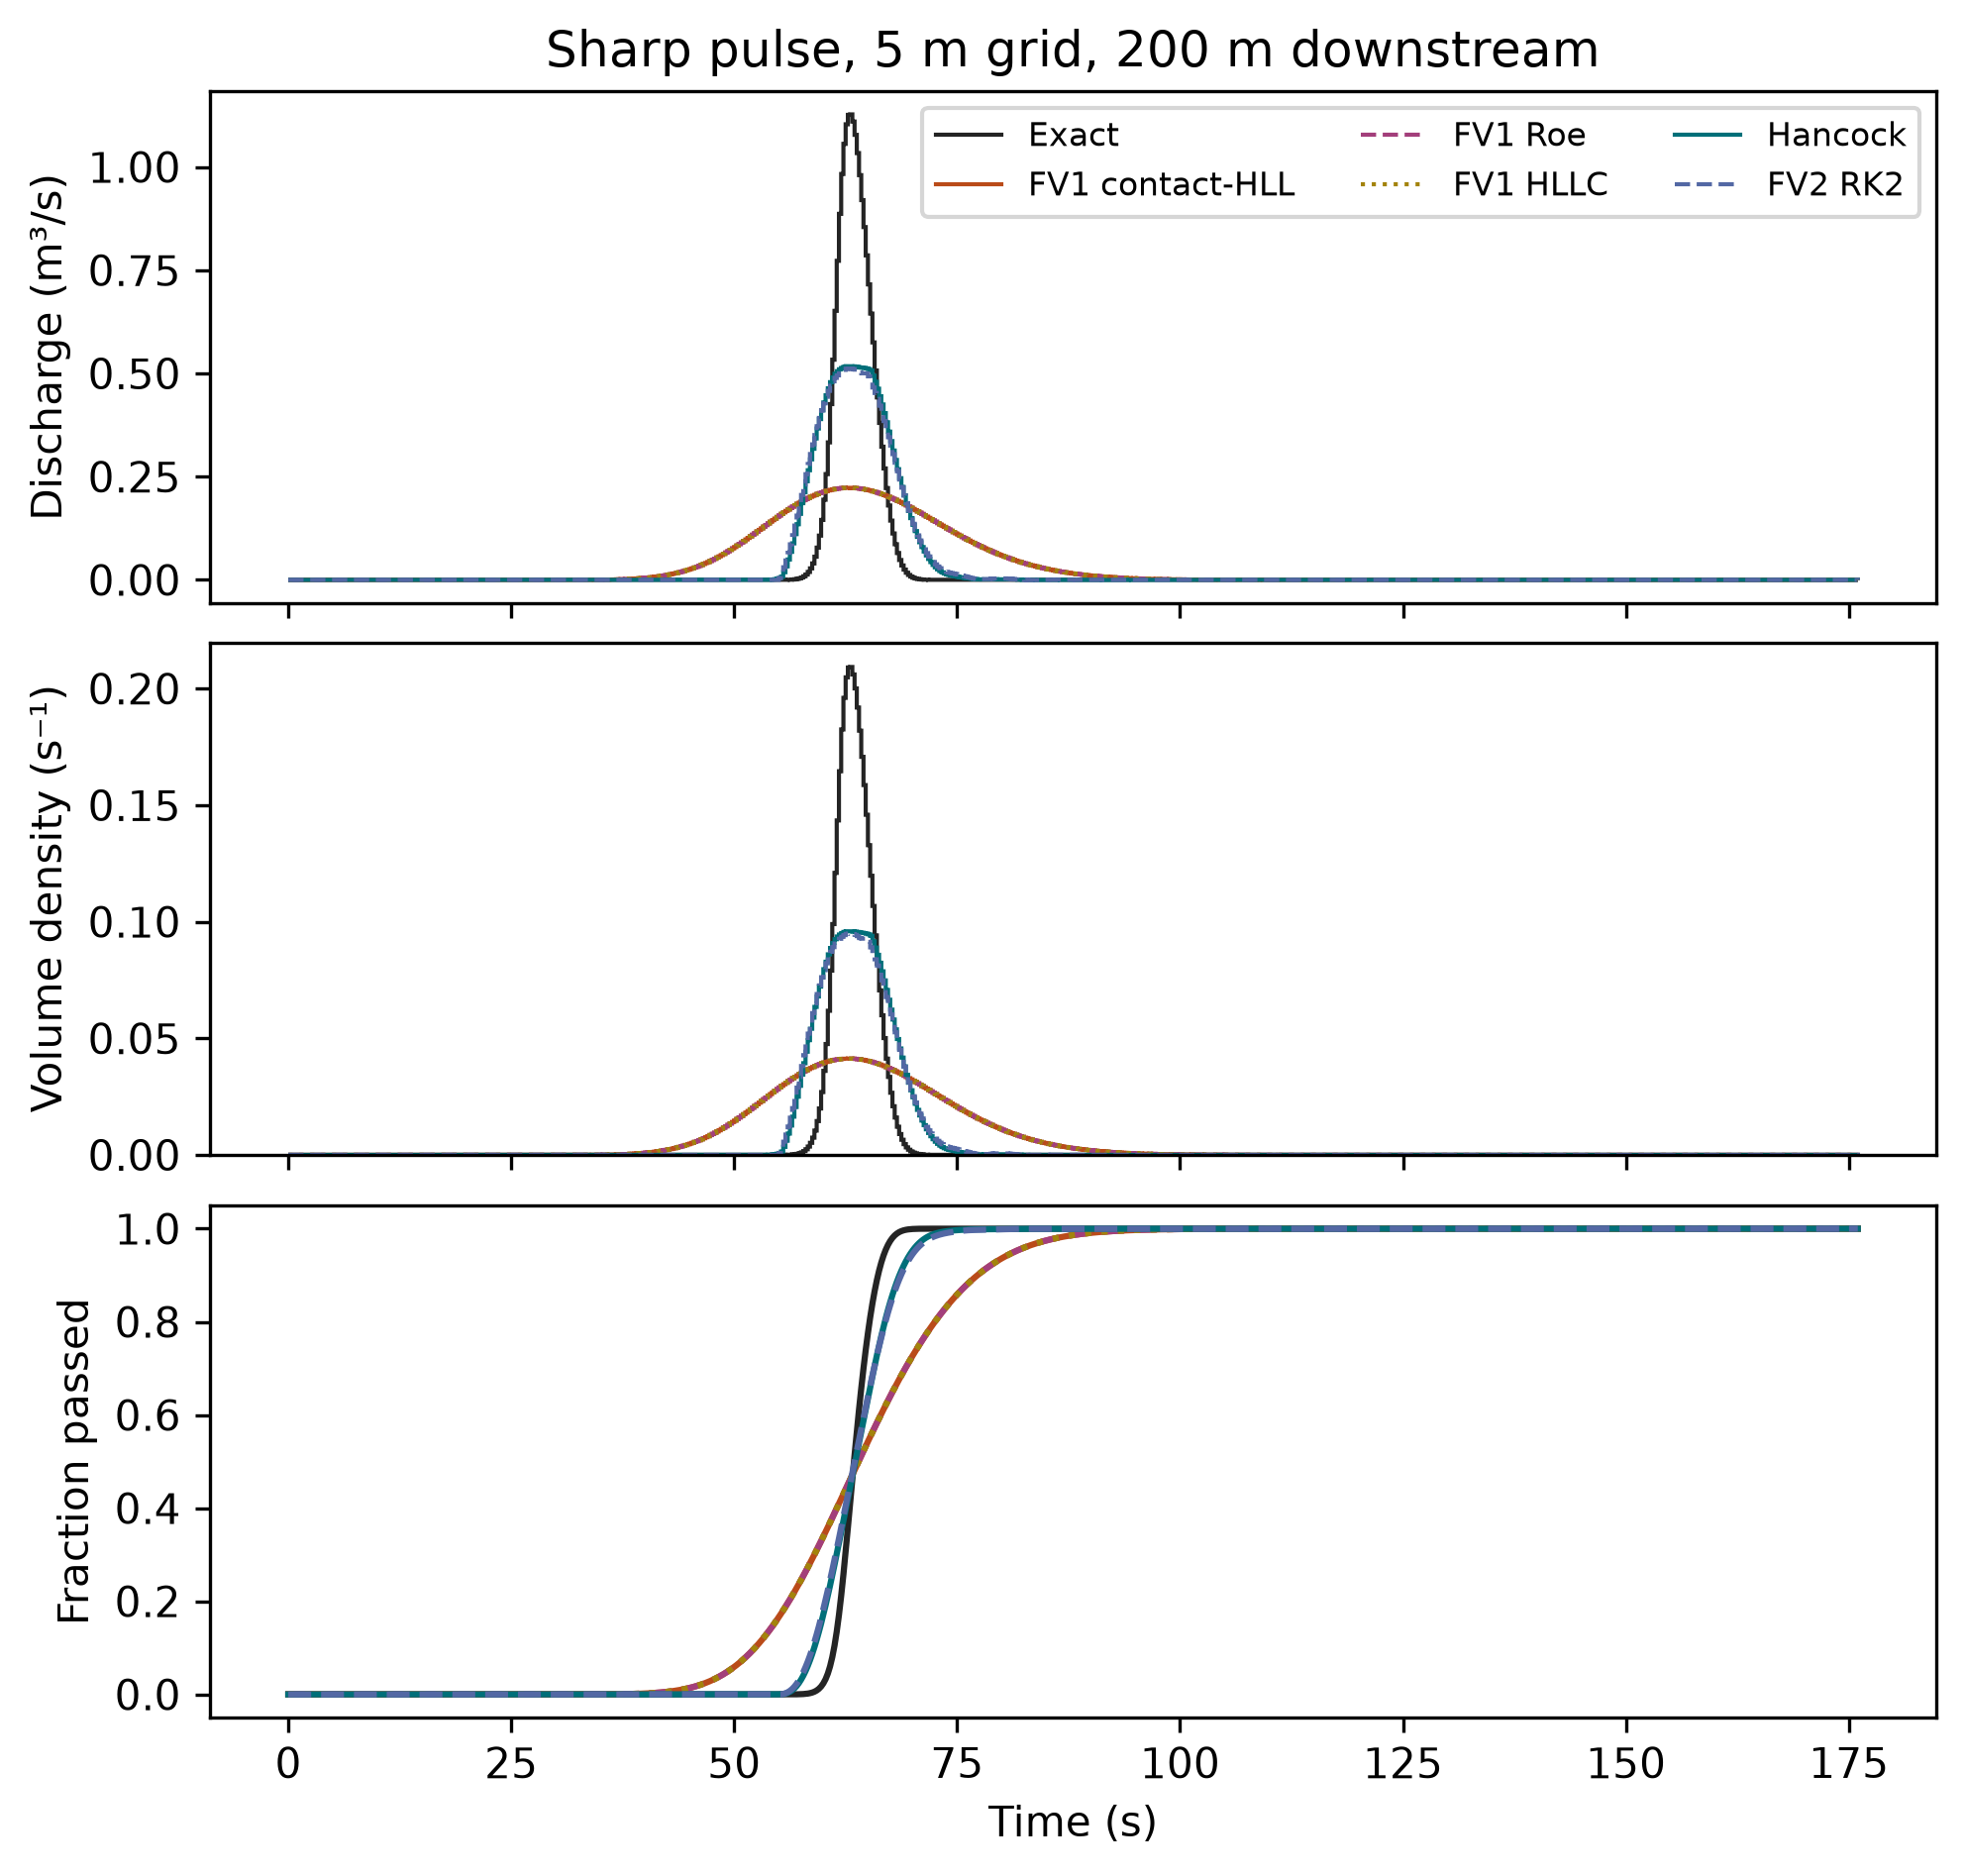 Sharp pulse, 5 m grid, 200 m downstream
Exact
FV1 contact-HLL
FV1 Roe
FV1 HLLC
Hancock
FV2 RK2
Discharge (m³/s)
1.00
0.75
0.50
0.25
0.00
Volume density (s⁻¹)
0.20
0.15
0.10
0.05
0.00
Fraction passed
1.0
0.8
0.6
0.4
0.2
0.0
0 25 50 75 100 125 150 175
Time (s)